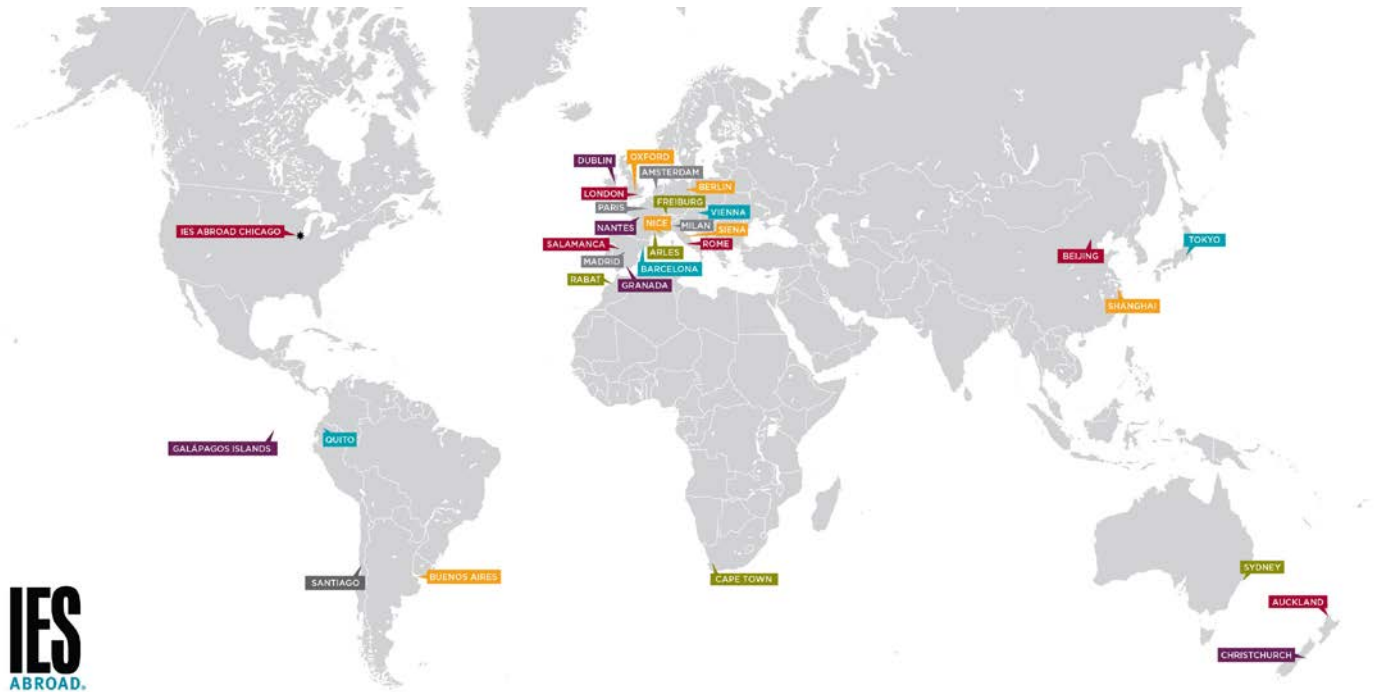 OXFORD
DUBLIN
AMSTERDAM
BERLIN
LONDON
FREIBURG
PARIS
VIENNA
NANTES
NICE
MILAN
SIENA
IES ABROAD CHICAGO
SALAMANCA
ROME
ARLES
MADRID
BARCELONA
RABAT
GRANADA
TOKYO
BEIJING
SHANGHAI
GALÁPAGOS ISLANDS
QUITO
SANTIAGO
BUENOS AIRES
CAPE TOWN
SYDNEY
AUCKLAND
CHRISTCHURCH
IES
ABROAD®